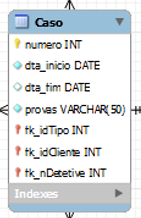 Caso
numero INT
dta_inicio DATE
dta_fim DATE
provas VARCHAR(50)
fk_idTipo INT
fk_idCliente INT
fk_nDetetive INT
Indexes